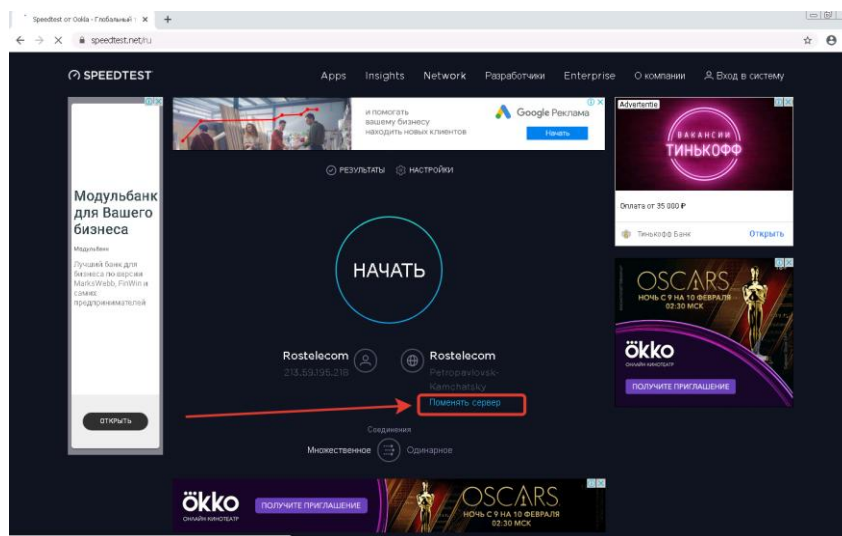 Speedtest от Ookla - Глобальный
speedtest.net/ru
SPEEDTEST
Apps Insights Network Разработчики Enterprise О компании Вход в систему
Модульбанк
для Вашего
бизнеса
Модульбанк
Лучший банк для
бизнеса по версии
MarksWebb, FinWin и
самих
предпринимателей
ОТКРЫТЬ
и помогать
вашему бизнесу
находить новых клиентов
Google Реклама
Начать
РЕЗУЛЬТАТЫ НАСТРОЙКИ
НАЧАТЬ
Rostelecom
213.59.195.218
Rostelecom
Petropavlovsk-
Kamchatsky
Поменять сервер
Соединения
Множественное Одинарное
Advertentie
ВАКАНСИИ
ТИНЬКОФФ
Оплата от 35 000 ₽
Тинькофф Банк Открыть
OSCARS
НОЧЬ С 9 НА 10 ФЕВРАЛЯ
02:30 МСК
ökko
ОНЛАЙН-КИНОТЕАТР
ПОЛУЧИТЕ ПРИГЛАШЕНИЕ
ökko
ОНЛАЙН-КИНОТЕАТР
ПОЛУЧИТЕ ПРИГЛАШЕНИЕ
OSCARS
НОЧЬ С 9 НА 10 ФЕВРАЛЯ
02:30 МСК